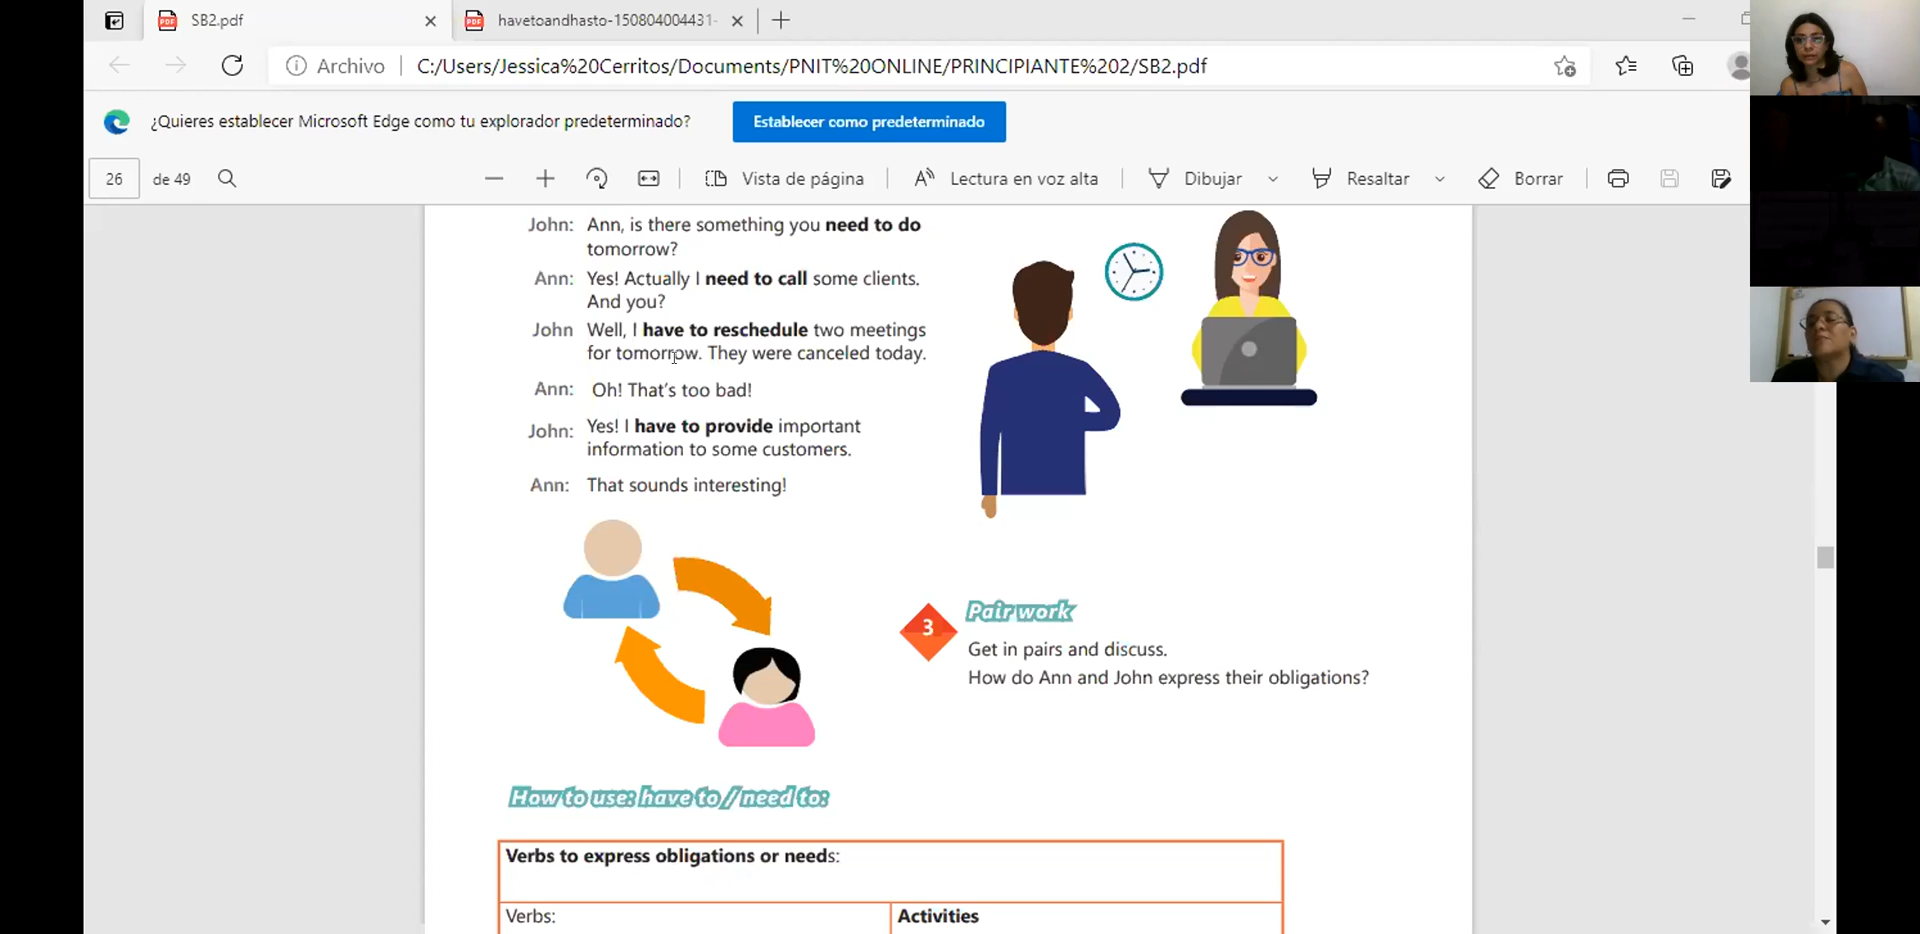 SB2.pdf
havetoandhasto-150804004431-
Archivo
C:/Users/Jessica%20Cerritos/Documents/PNIT%20ONLINE/PRINCIPIANTE%202/SB2.pdf
¿Quieres establecer Microsoft Edge como tu explorador predeterminado?
Establecer como predeterminado
26 de 49
Vista de página
Lectura en voz alta
Dibujar
Resaltar
Borrar
John: Ann, is there something you need to do
tomorrow?
Ann: Yes! Actually I need to call some clients.
And you?
John Well, I have to reschedule two meetings
for tomorrow. They were canceled today.
Ann: Oh! That's too bad!
John: Yes! I have to provide important
information to some customers.
Ann: That sounds interesting!
3
Pair work
Get in pairs and discuss.
How do Ann and John express their obligations?
How to use: have to / need to:
Verbs to express obligations or needs:
Verbs:
Activities